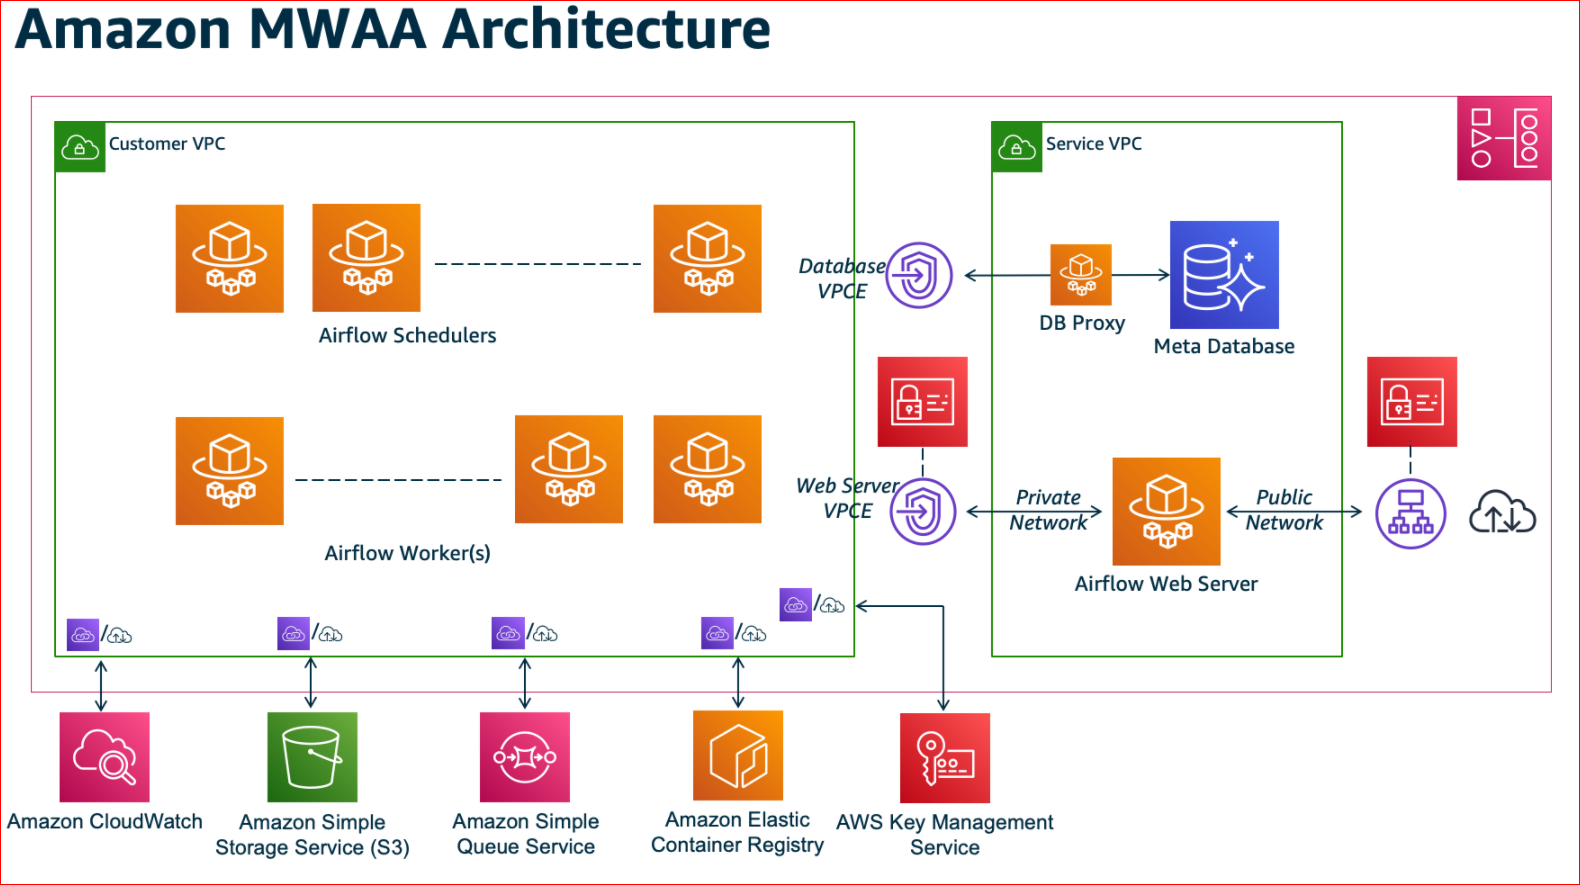 Amazon MWAA Architecture
Customer VPC
Service VPC
Airflow Schedulers
Database
VPCE
DB Proxy
Meta Database
Airflow Worker(s)
Web Server
VPCE
Private
Network
Public
Network
Airflow Web Server
/
/
/
/
/
Amazon CloudWatch
Amazon Simple
Storage Service (S3)
Amazon Simple
Queue Service
Amazon Elastic
Container Registry
AWS Key Management
Service